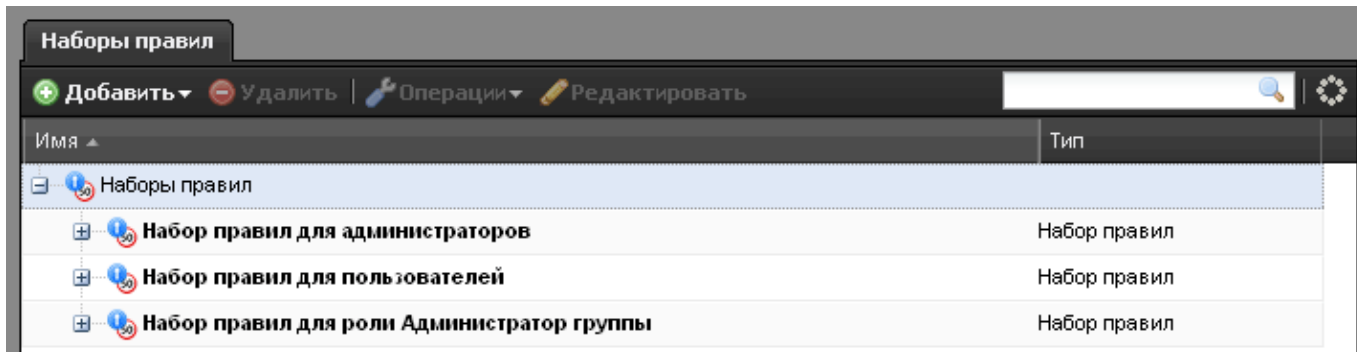 Наборы правил
Добавить Удалить Операции Редактировать
Имя Тип
Наборы правил
Набор правил для администраторов Набор правил
Набор правил для пользователей Набор правил
Набор правил для роли Администратор группы Набор правил